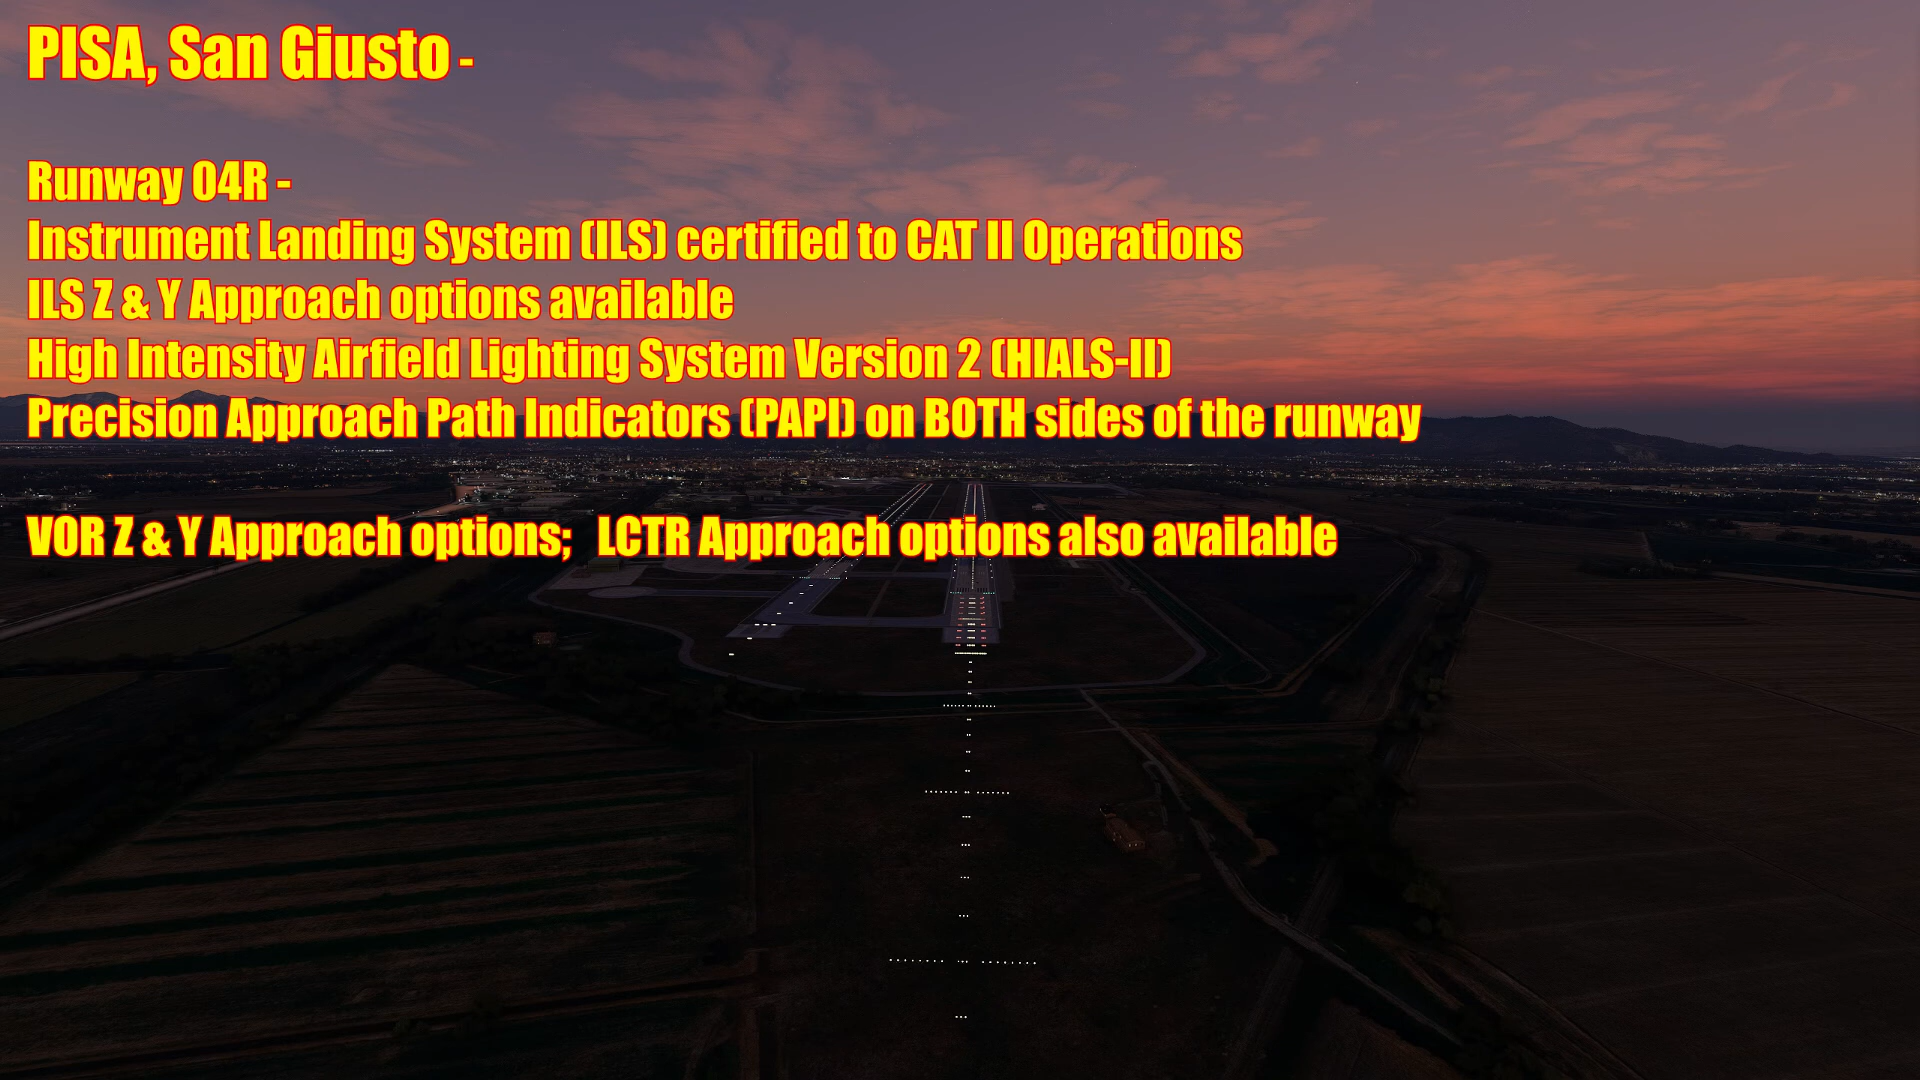 PISA, San Giusto -
Runway 04R -
Instrument Landing System (ILS) certified to CAT II Operations
ILS Z & Y Approach options available
High Intensity Airfield Lighting System Version 2 (HIALS-II)
Precision Approach Path Indicators (PAPI) on BOTH sides of the runway
VOR Z & Y Approach options;   LCTR Approach options also available